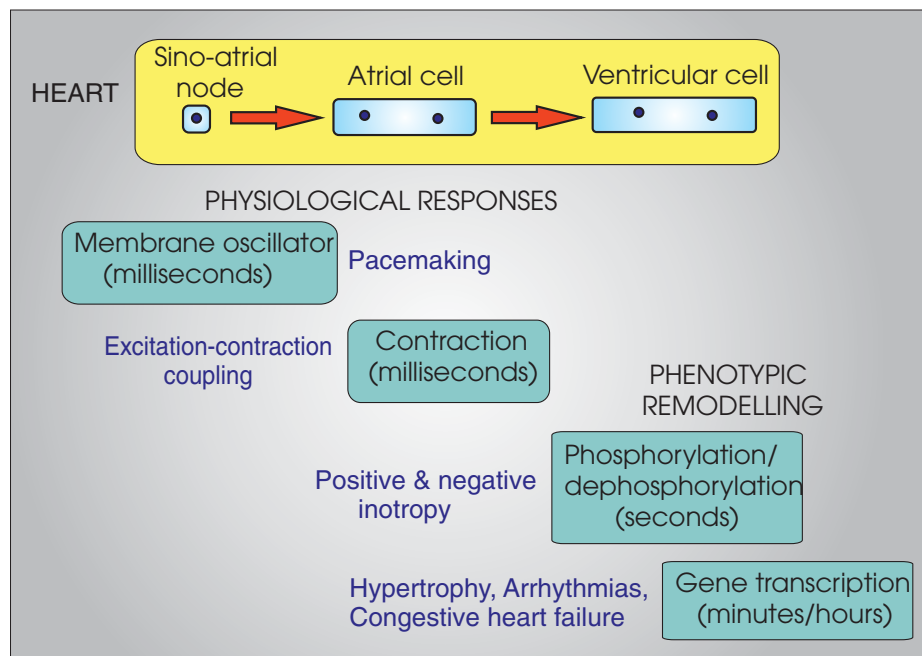 HEART
Sino-atrial
node
Atrial cell
Ventricular cell
PHYSIOLOGICAL RESPONSES
Membrane oscillator
(milliseconds)
Pacemaking
Excitation-contraction
coupling
Contraction
(milliseconds)
PHENOTYPIC
REMODELLING
Positive & negative
inotropy
Phosphorylation/
dephosphorylation
(seconds)
Hypertrophy, Arrhythmias,
Congestive heart failure
Gene transcription
(minutes/hours)